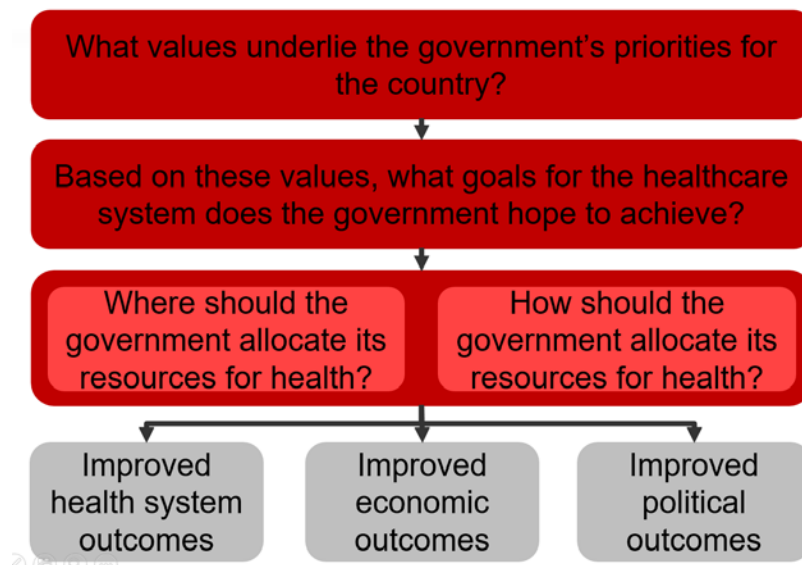 What values underlie the government's priorities for
the country?
Based on these values, what goals for the healthcare
system does the government hope to achieve?
Where should the
government allocate its
resources for health?
How should the
government allocate its
resources for health?
Improved
health system
outcomes
Improved
economic
outcomes
Improved
political
outcomes